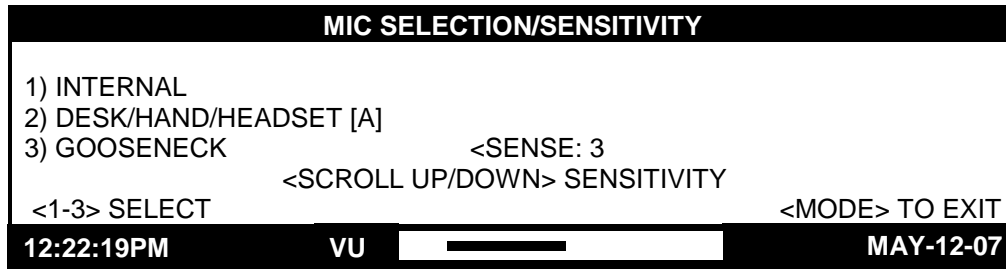 MIC SELECTION/SENSITIVITY
1) INTERNAL
2) DESK/HAND/HEADSET [A]
3) GOOSENECK <SENSE: 3
<SCROLL UP/DOWN> SENSITIVITY
<1-3> SELECT <MODE> TO EXIT
12:22:19PM VU MAY-12-07